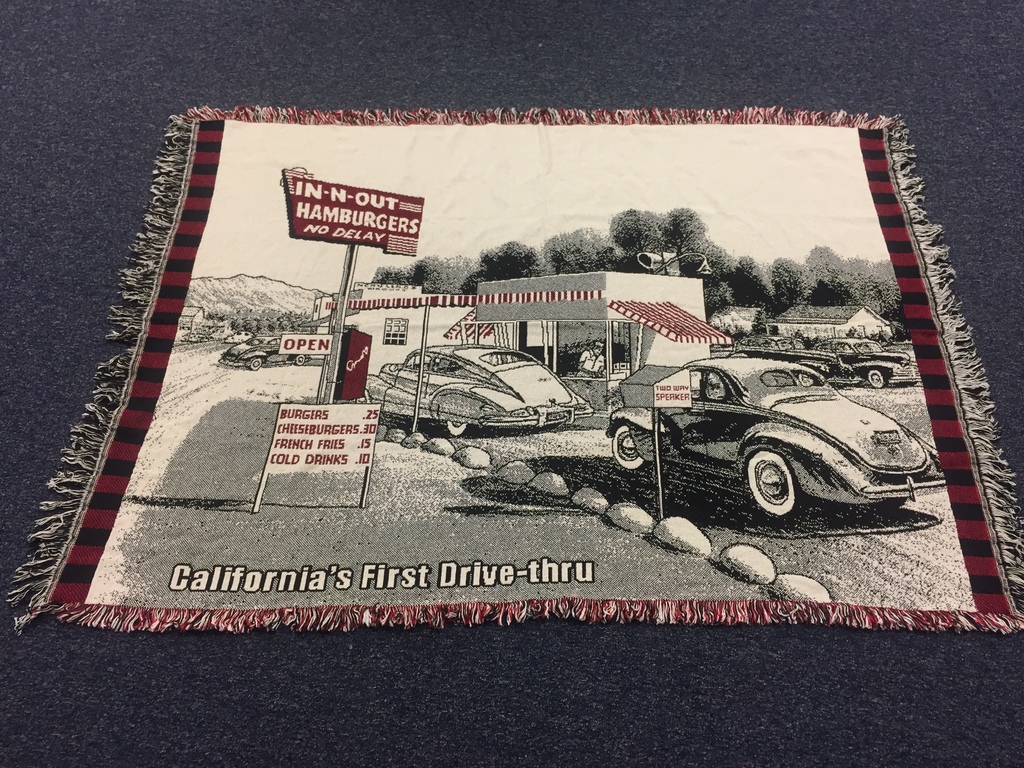 IN-N-OUT
HAMBURGERS
NO DELAY
OPEN
TWO WAY
SPEAKER
BURGERS .25
CHEESEBURGERS .30
FRENCH FRIES .15
COLD DRINKS .10
California's First Drive-thru